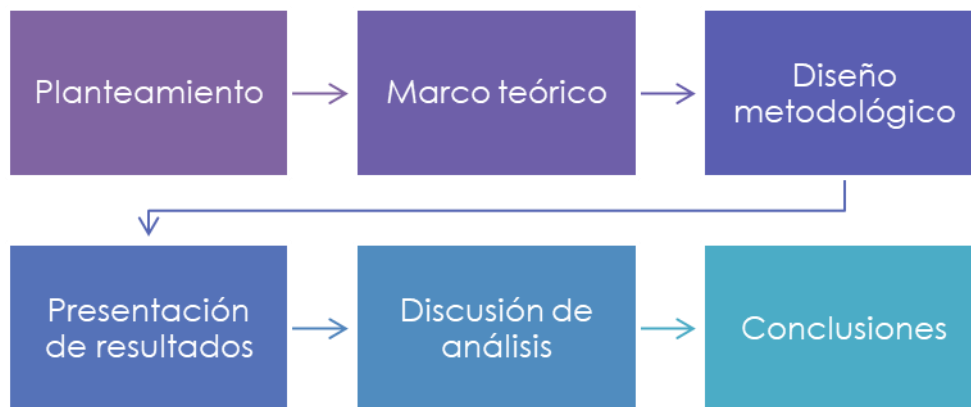 Planteamiento
Marco teórico
Diseño
metodológico
Presentación
de resultados
Discusión de
análisis
Conclusiones